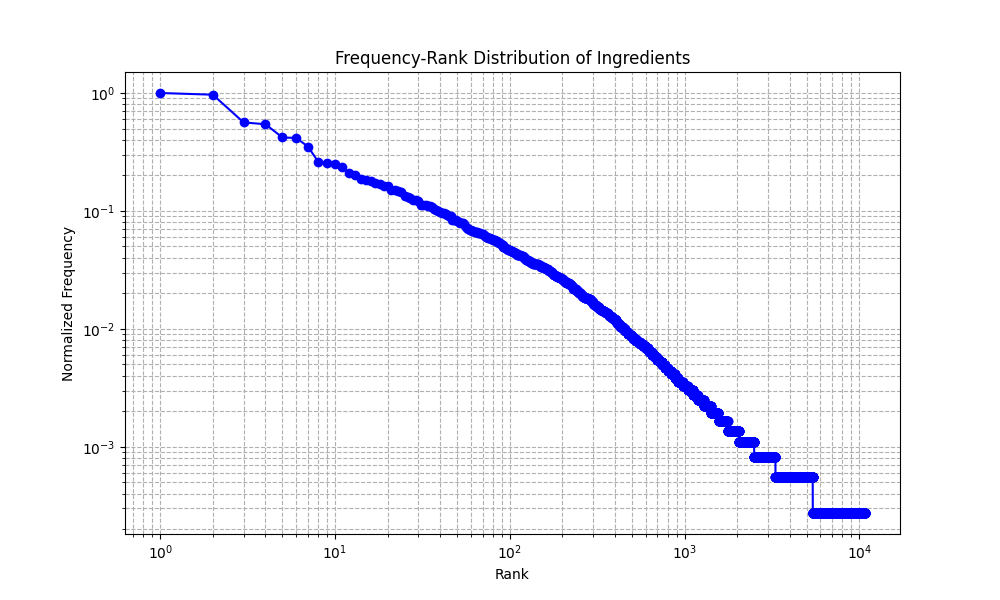 Frequency-Rank Distribution of Ingredients
Normalized Frequency
10⁰
10⁻¹
10⁻²
10⁻³
10⁰ 10¹ 10² 10³ 10⁴
Rank